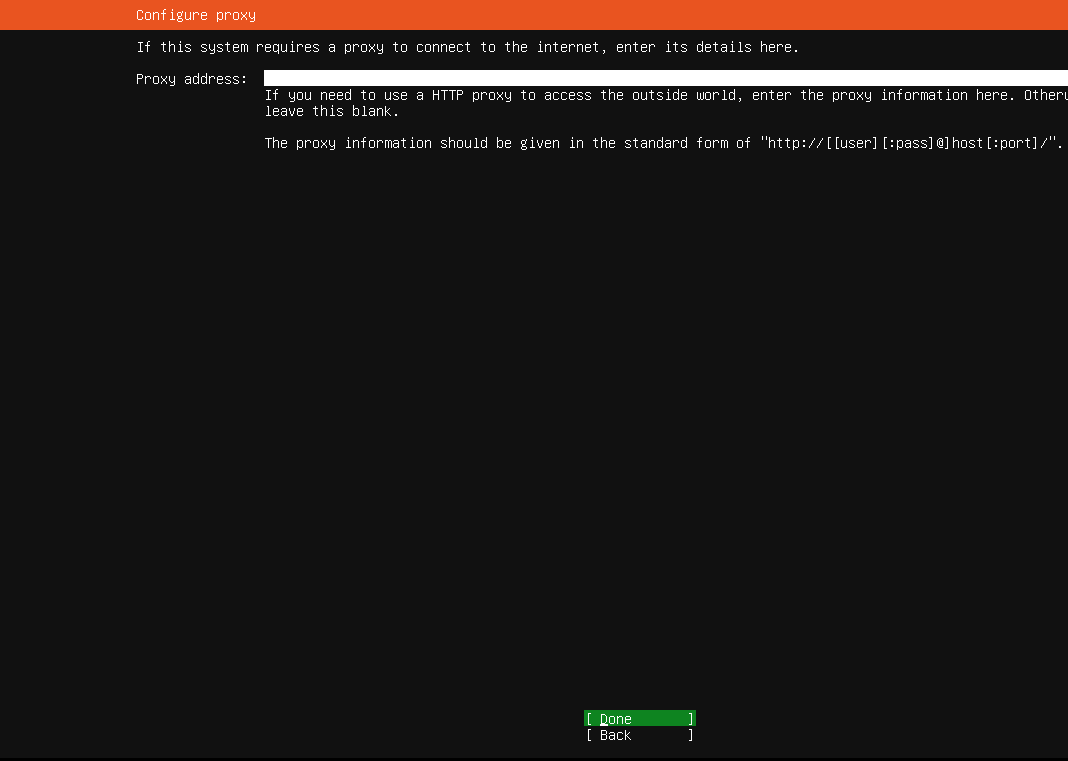 Configure proxy
If this system requires a proxy to connect to the internet, enter its details here.
Proxy address:
If you need to use a HTTP proxy to access the outside world, enter the proxy information here.
leave this blank.
The proxy information should be given in the standard form of "http://[[user][:pass]@]host[:port]/".
[ Done ]
[ Back ]